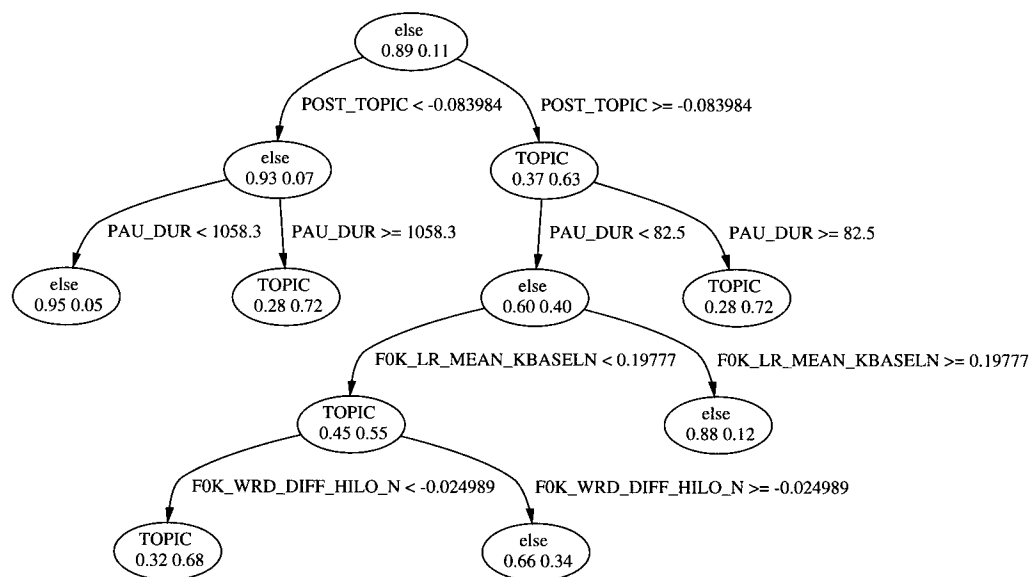 else
0.89 0.11
POST_TOPIC < -0.083984
POST_TOPIC >= -0.083984
else
0.93 0.07
TOPIC
0.37 0.63
PAU_DUR < 1058.3
PAU_DUR >= 1058.3
PAU_DUR < 82.5
PAU_DUR >= 82.5
else
0.95 0.05
TOPIC
0.28 0.72
else
0.60 0.40
TOPIC
0.28 0.72
F0K_LR_MEAN_KBASELN < 0.19777
F0K_LR_MEAN_KBASELN >= 0.19777
TOPIC
0.45 0.55
else
0.88 0.12
F0K_WRD_DIFF_HILO_N < -0.024989
F0K_WRD_DIFF_HILO_N >= -0.024989
TOPIC
0.32 0.68
else
0.66 0.34